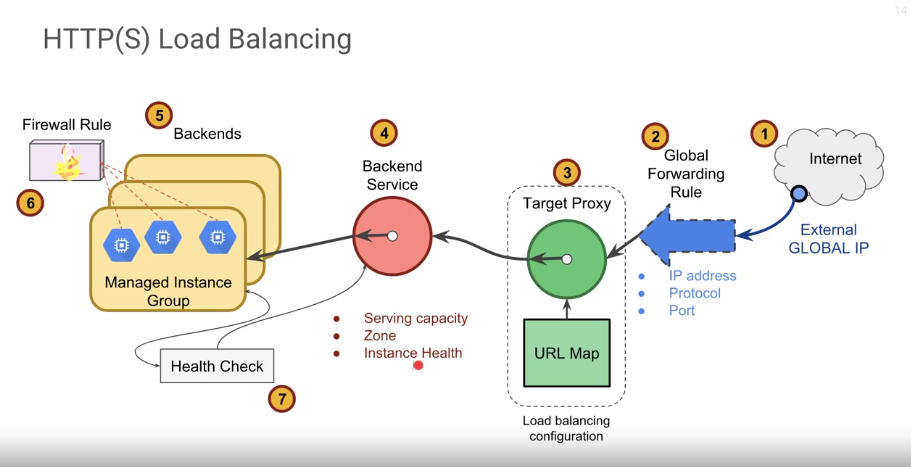 14
HTTP(S) Load Balancing
1
Internet
External
GLOBAL IP
2
Global
Forwarding
Rule
IP address
Protocol
Port
3
Target Proxy
URL Map
Load balancing
configuration
4
Backend
Service
Serving capacity
Zone
Instance Health
5
Backends
Managed Instance
Group
Firewall Rule
6
Health Check
7